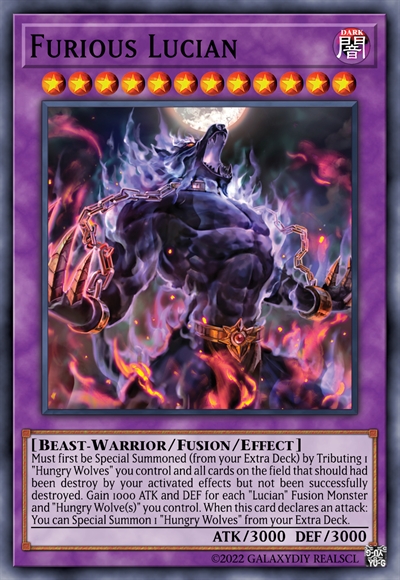 Furious Lucian
DARK
闇
[Beast-Warrior/Fusion/Effect]
Must first be Special Summoned (from your Extra Deck) by Tributing 1
"Hungry Wolves" you control and all cards on the field that should had
been destroy by your activated effects but not been successfully
destroyed. Gain 1000 ATK and DEF for each "Lucian" Fusion Monster
and "Hungry Wolve(s)" you control. When this card declares an attack:
You can Special Summon 1 "Hungry Wolves" from your Extra Deck.
ATK/3000 DEF/3000
©2022 GALAXYDIY REALSCL